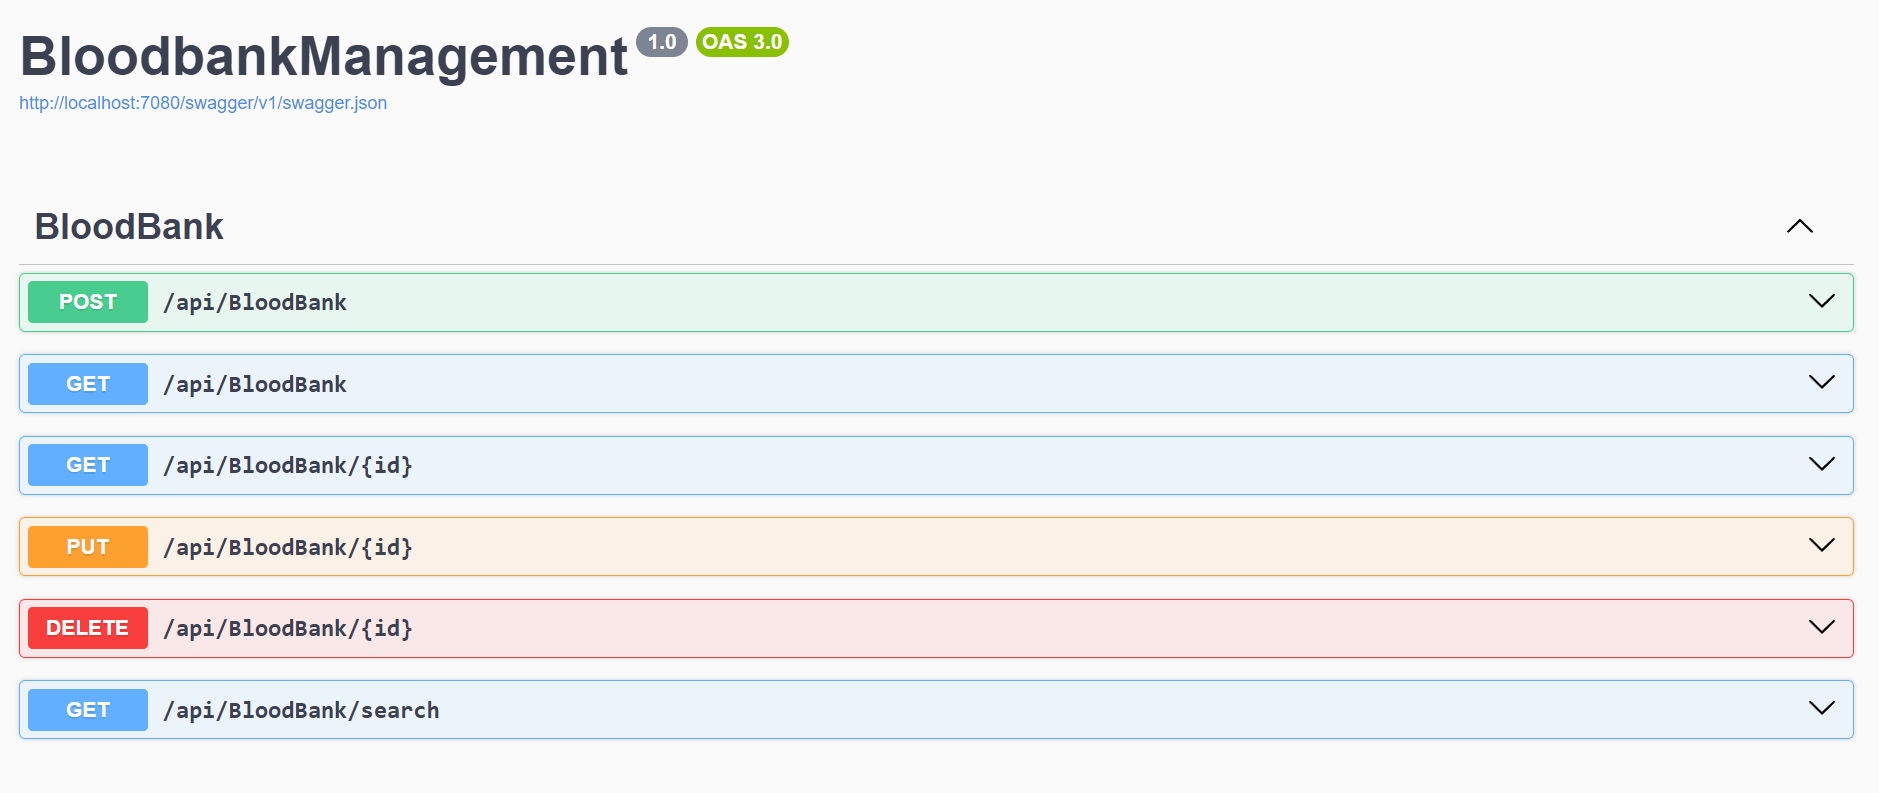 BloodbankManagement 1.0 OAS 3.0
http://localhost:7080/swagger/v1/swagger.json
BloodBank
POST /api/BloodBank
GET /api/BloodBank
GET /api/BloodBank/{id}
PUT /api/BloodBank/{id}
DELETE /api/BloodBank/{id}
GET /api/BloodBank/search